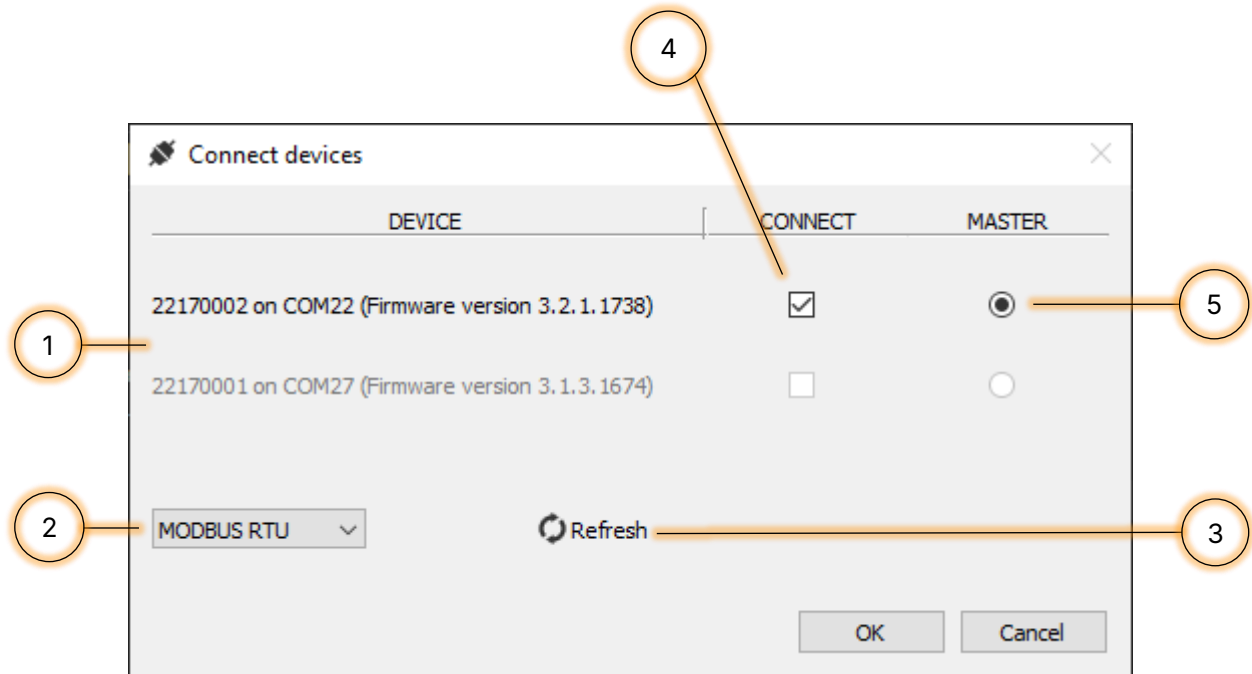 4
Connect devices
DEVICE CONNECT MASTER
22170002 on COM22 (Firmware version 3.2.1.1738)
5
1
22170001 on COM27 (Firmware version 3.1.3.1674)
2
MODBUS RTU
Refresh
3
OK Cancel